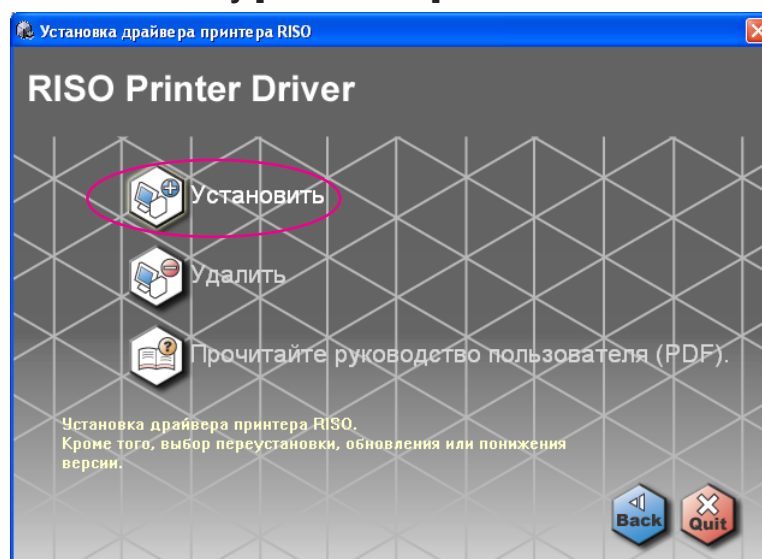 Установка драйвера принтера RISO
RISO Printer Driver
Установить
Удалить
Прочитайте руководство пользователя (PDF).
Установка драйвера принтера RISO.
Кроме того, выбор переустановки, обновления или понижения
версии.
Back
Quit